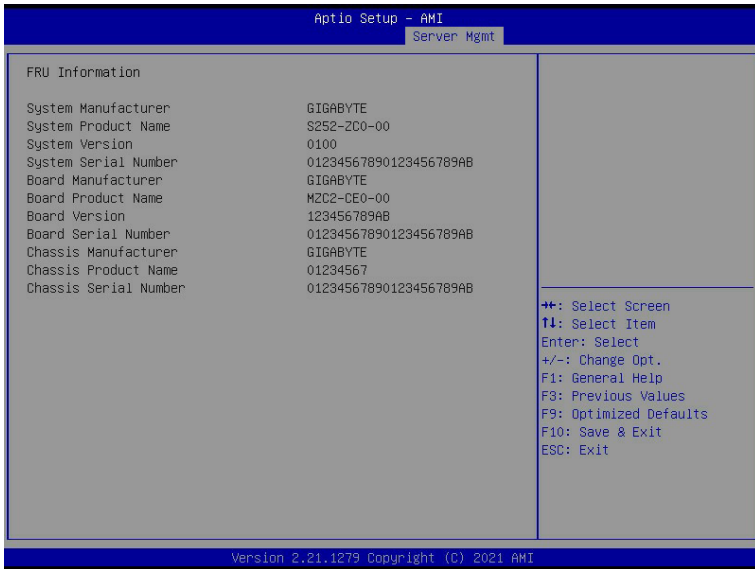 Aptio Setup - AMI
Server Mgmt
FRU Information
System Manufacturer GIGABYTE
System Product Name S252-ZC0-00
System Version 0100
System Serial Number 01234567890123456789AB
Board Manufacturer GIGABYTE
Board Product Name MZC2-CE0-00
Board Version 123456789AB
Board Serial Number 01234567890123456789AB
Chassis Manufacturer GIGABYTE
Chassis Product Name 01234567
Chassis Serial Number 01234567890123456789AB
→←: Select Screen
↑↓: Select Item
Enter: Select
+/-: Change Opt.
F1: General Help
F3: Previous Values
F9: Optimized Defaults
F10: Save & Exit
ESC: Exit
Version 2.21.1279 Copyright (C) 2021 AMI